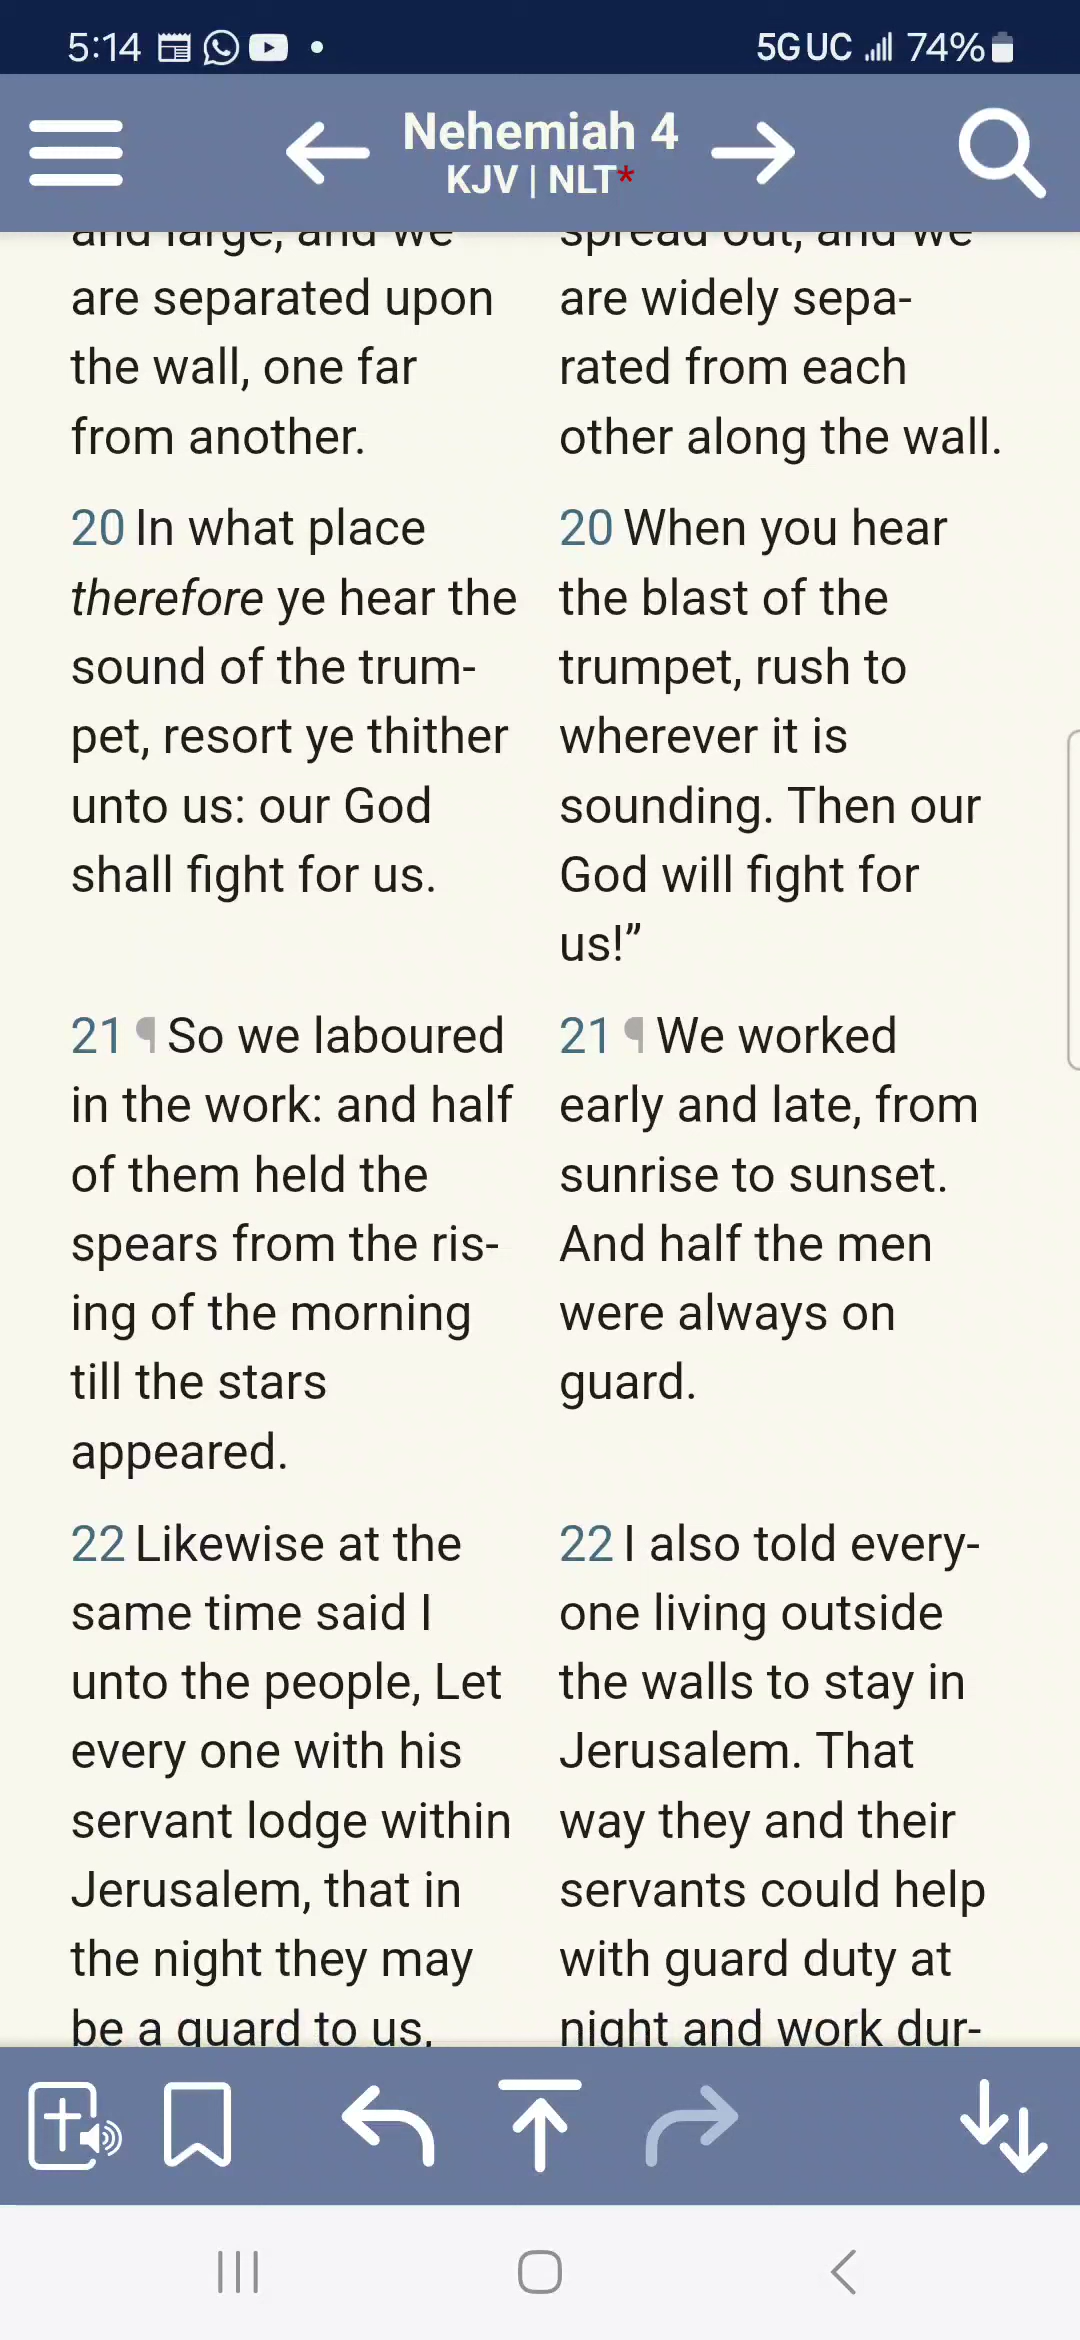 5:14
5G UC 74%
Nehemiah 4
KJV | NLT*
and large, and we
are separated upon
the wall, one far
from another.
20 In what place
therefore ye hear the
sound of the trum-
pet, resort ye thither
unto us: our God
shall fight for us.
21 ¶ So we laboured
in the work: and half
of them held the
spears from the ris-
ing of the morning
till the stars
appeared.
22 Likewise at the
same time said I
unto the people, Let
every one with his
servant lodge within
Jerusalem, that in
the night they may
be a guard to us,
spread out, and we
are widely sepa-
rated from each
other along the wall.
20 When you hear
the blast of the
trumpet, rush to
wherever it is
sounding. Then our
God will fight for
us!”
21 ¶ We worked
early and late, from
sunrise to sunset.
And half the men
were always on
guard.
22 I also told every-
one living outside
the walls to stay in
Jerusalem. That
way they and their
servants could help
with guard duty at
night and work dur-